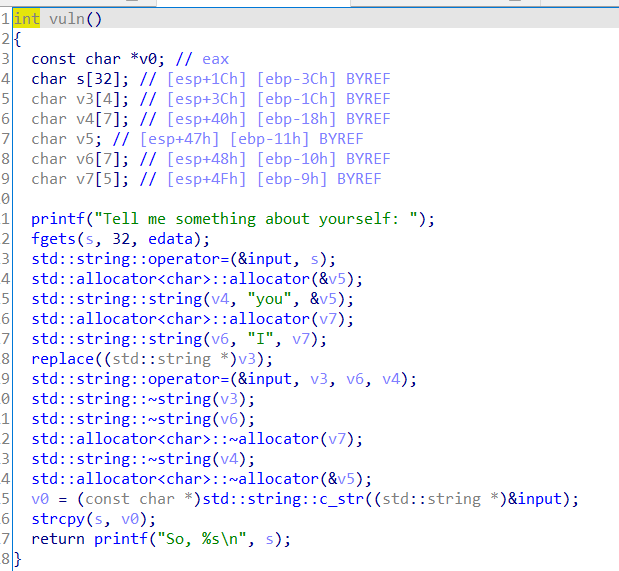 1 int vuln()
2 {
3 const char *v0; // eax
4 char s[32]; // [esp+1Ch] [ebp-3Ch] BYREF
5 char v3[4]; // [esp+3Ch] [ebp-1Ch] BYREF
6 char v4[7]; // [esp+40h] [ebp-18h] BYREF
7 char v5; // [esp+47h] [ebp-11h] BYREF
8 char v6[7]; // [esp+48h] [ebp-10h] BYREF
9 char v7[5]; // [esp+4Fh] [ebp-9h] BYREF
0
1 printf("Tell me something about yourself: ");
2 fgets(s, 32, edata);
3 std::string::operator=(&input, s);
4 std::allocator<char>::allocator(&v5);
5 std::string::string(v4, "you", &v5);
6 std::allocator<char>::allocator(v7);
7 std::string::string(v6, "I", v7);
8 replace((std::string *)v3);
9 std::string::operator=(&input, v3, v6, v4);
0 std::string::~string(v3);
1 std::string::~string(v6);
2 std::allocator<char>::~allocator(v7);
3 std::string::~string(v4);
4 std::allocator<char>::~allocator(&v5);
5 v0 = (const char *)std::string::c_str((std::string *)&input);
6 strcpy(s, v0);
7 return printf("So, %s\n", s);
8 }